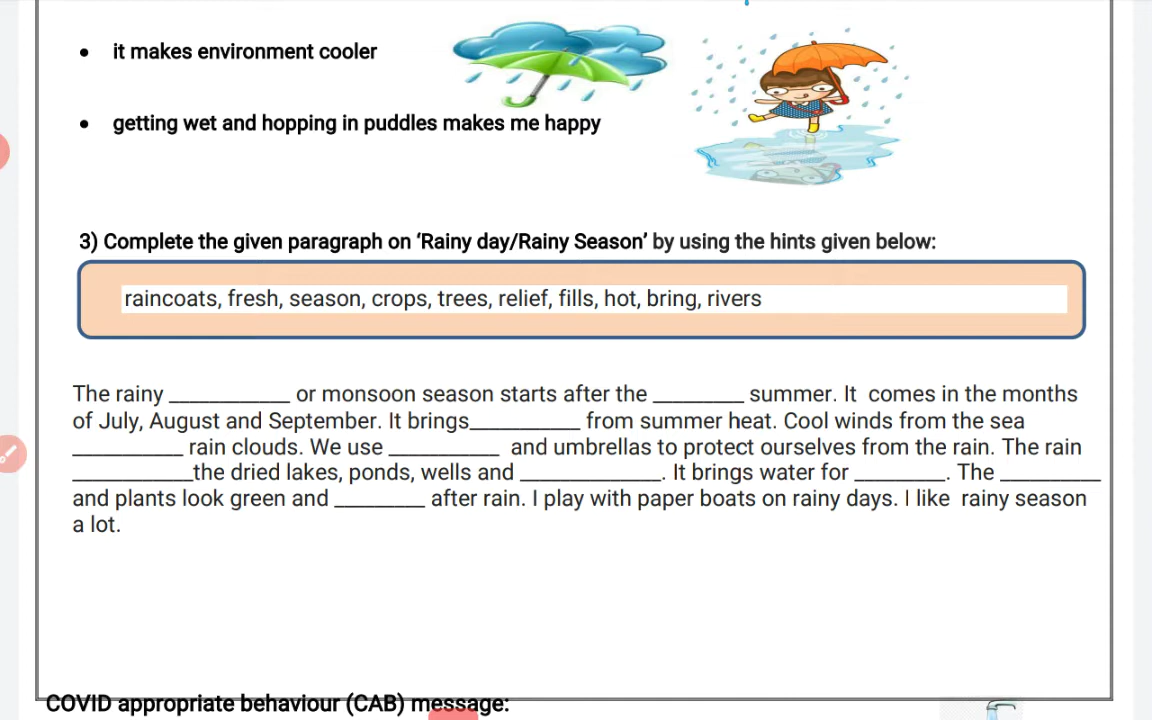 • it makes environment cooler
• getting wet and hopping in puddles makes me happy
3) Complete the given paragraph on ‘Rainy day/Rainy Season’ by using the hints given below:
raincoats, fresh, season, crops, trees, relief, fills, hot, bring, rivers
The rainy ____________ or monsoon season starts after the _________ summer. It comes in the months
of July, August and September. It brings___________ from summer heat. Cool winds from the sea
___________ rain clouds. We use ___________ and umbrellas to protect ourselves from the rain. The rain
____________the dried lakes, ponds, wells and ______________. It brings water for _________. The __________
and plants look green and _________ after rain. I play with paper boats on rainy days. I like rainy season
a lot.
COVID appropriate behaviour (CAB) message: